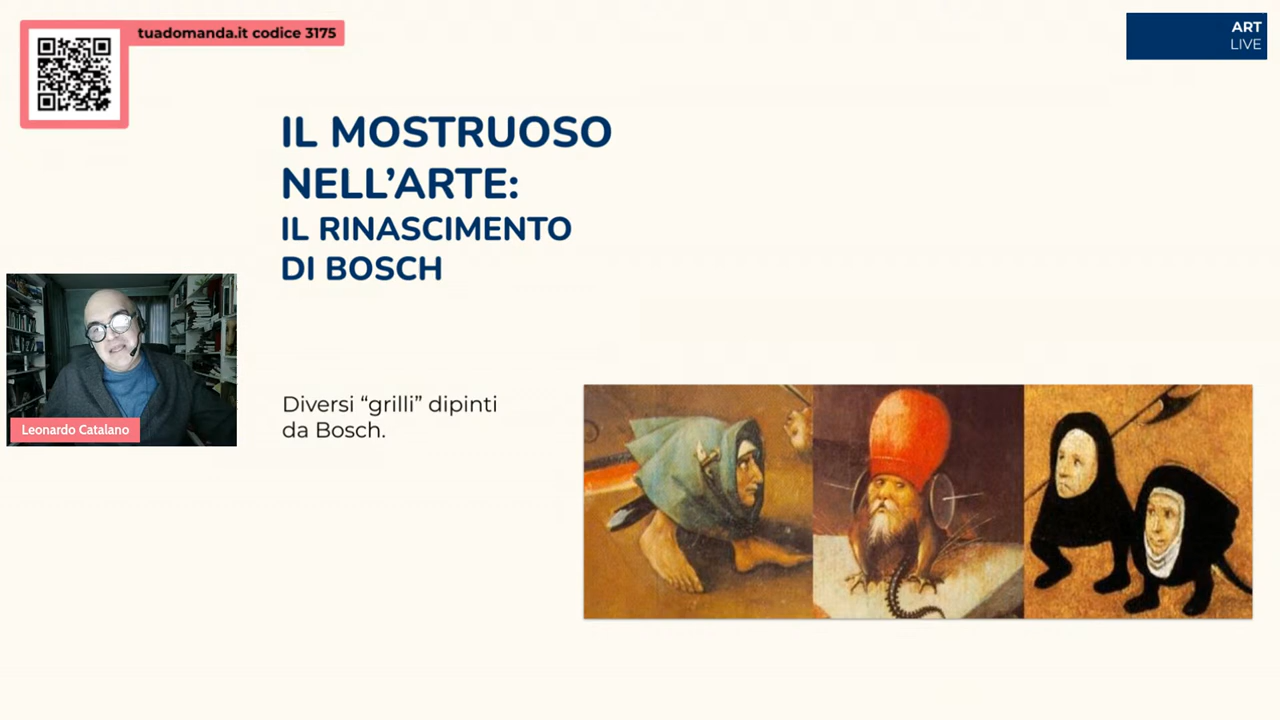 tuadomanda.it codice 3175
ART
LIVE
IL MOSTRUOSO
NELL’ARTE:
IL RINASCIMENTO
DI BOSCH
Leonardo Catalano
Diversi “grilli” dipinti
da Bosch.